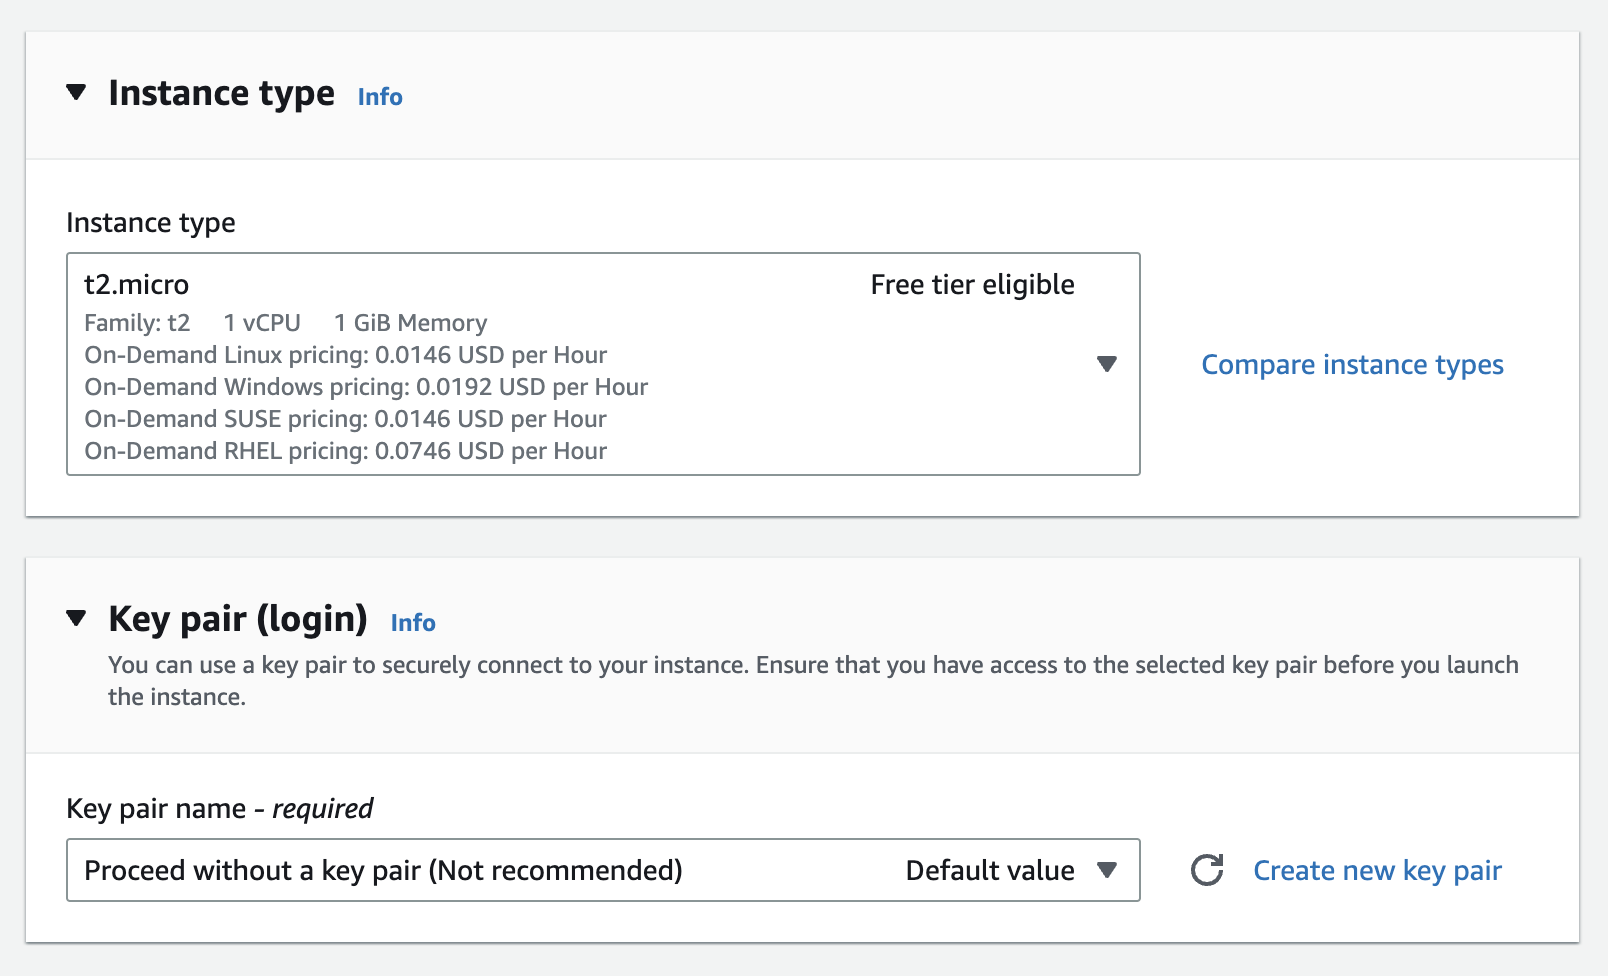 Instance type Info
Instance type
t2.micro Free tier eligible
Family: t2 1 vCPU 1 GiB Memory
On-Demand Linux pricing: 0.0146 USD per Hour
On-Demand Windows pricing: 0.0192 USD per Hour
On-Demand SUSE pricing: 0.0146 USD per Hour
On-Demand RHEL pricing: 0.0746 USD per Hour
Compare instance types
Key pair (login) Info
You can use a key pair to securely connect to your instance. Ensure that you have access to the selected key pair before you launch
the instance.
Key pair name - required
Proceed without a key pair (Not recommended) Default value
Create new key pair